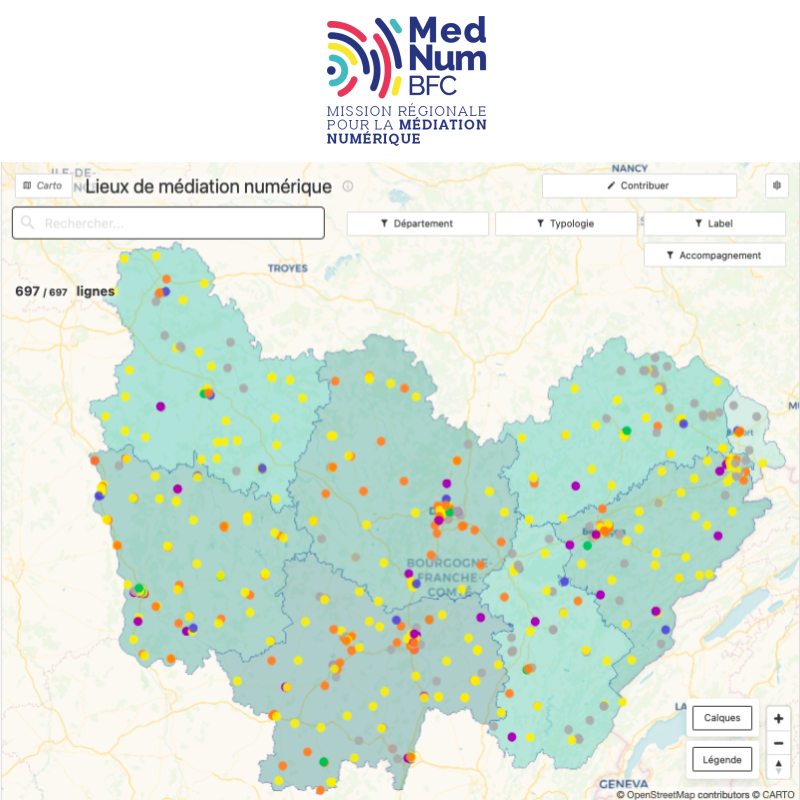 Med
Num
BFC
MISSION RÉGIONALE
POUR LA MÉDIATION
NUMÉRIQUE
ILE-DE-
NANCY
Carto
Lieux de médiation numérique
Contribuer
Rechercher...
Département
Typologie
Label
Accompagnement
TROYES
697 / 697 lignes
BOURGOGNE-
FRANCHE-
COMTÉ
Calques
Légende
GENEVA
© OpenStreetMap contributors © CARTO